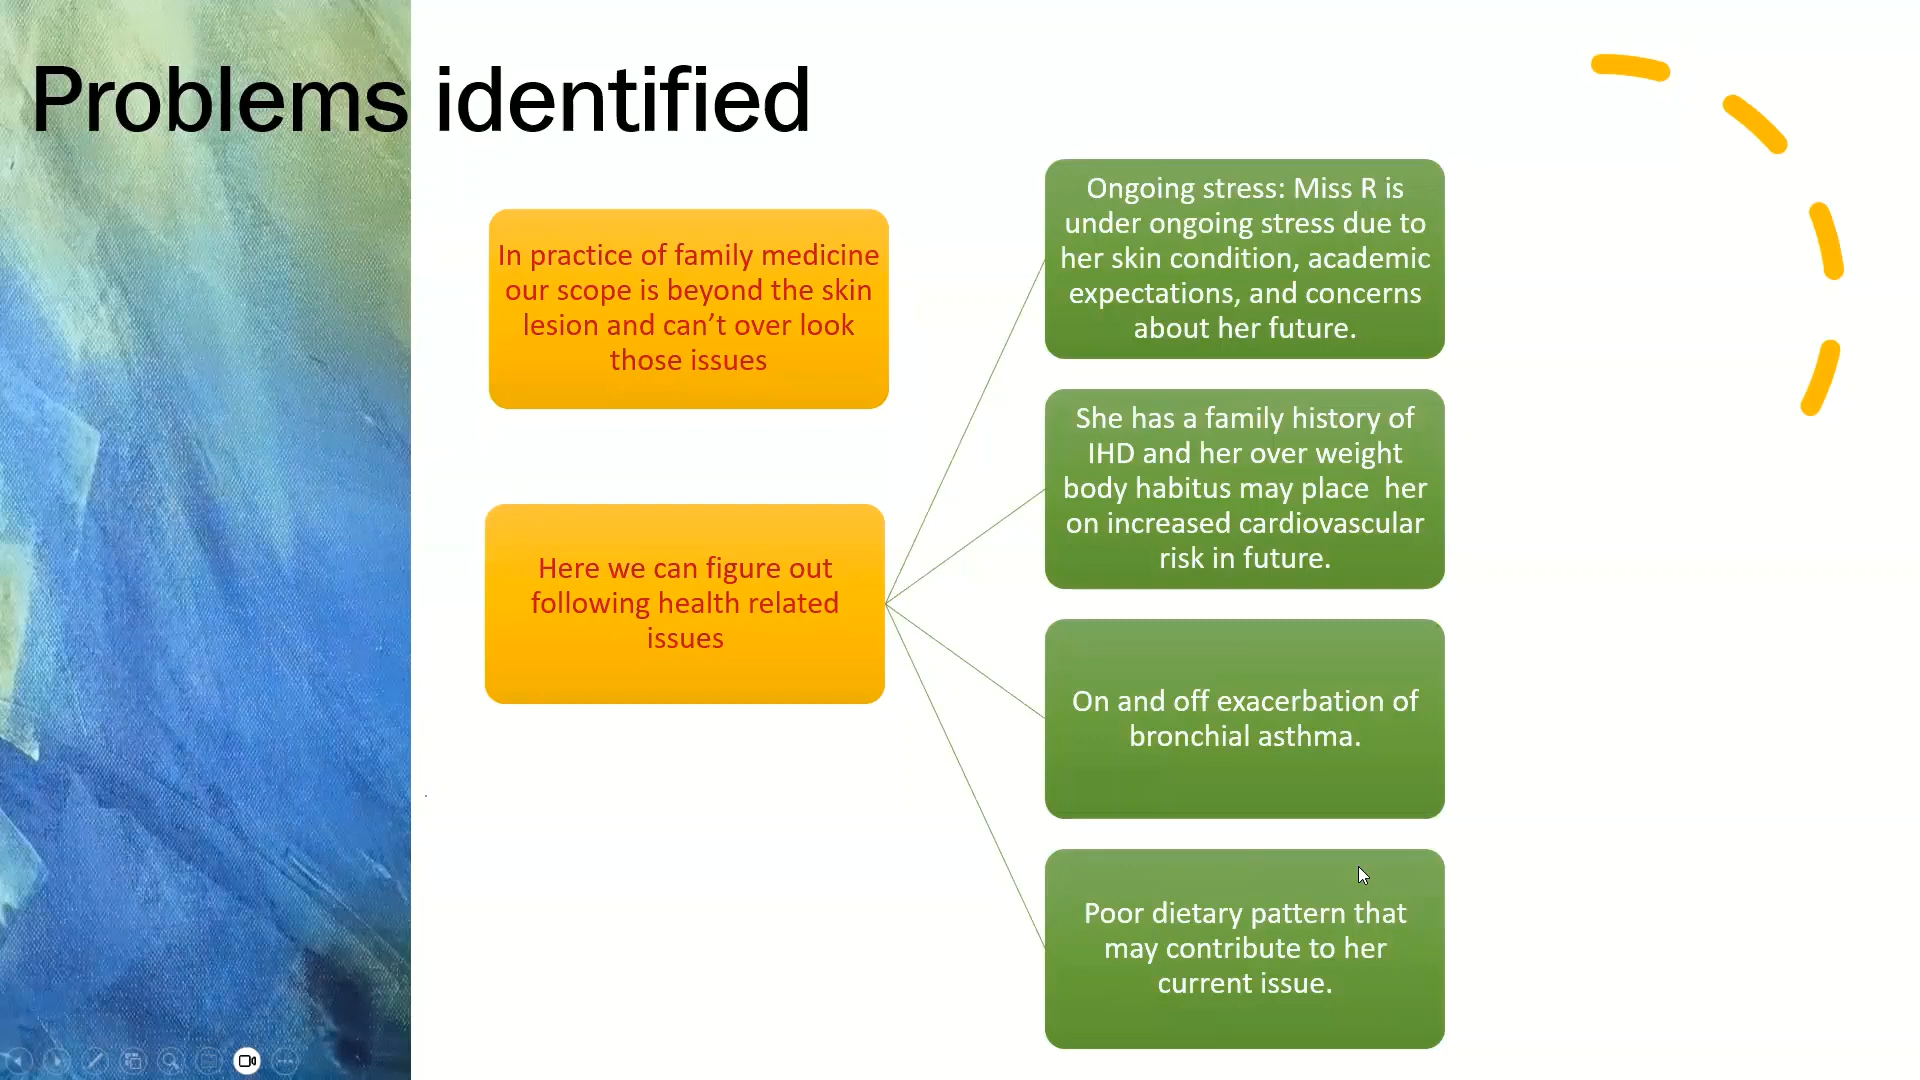 Problems identified
In practice of family medicine
our scope is beyond the skin
lesion and can’t over look
those issues
Here we can figure out
following health related
issues
Ongoing stress: Miss R is
under ongoing stress due to
her skin condition, academic
expectations, and concerns
about her future.
She has a family history of
IHD and her over weight
body habitus may place  her
on increased cardiovascular
risk in future.
On and off exacerbation of
bronchial asthma.
Poor dietary pattern that
may contribute to her
current issue.